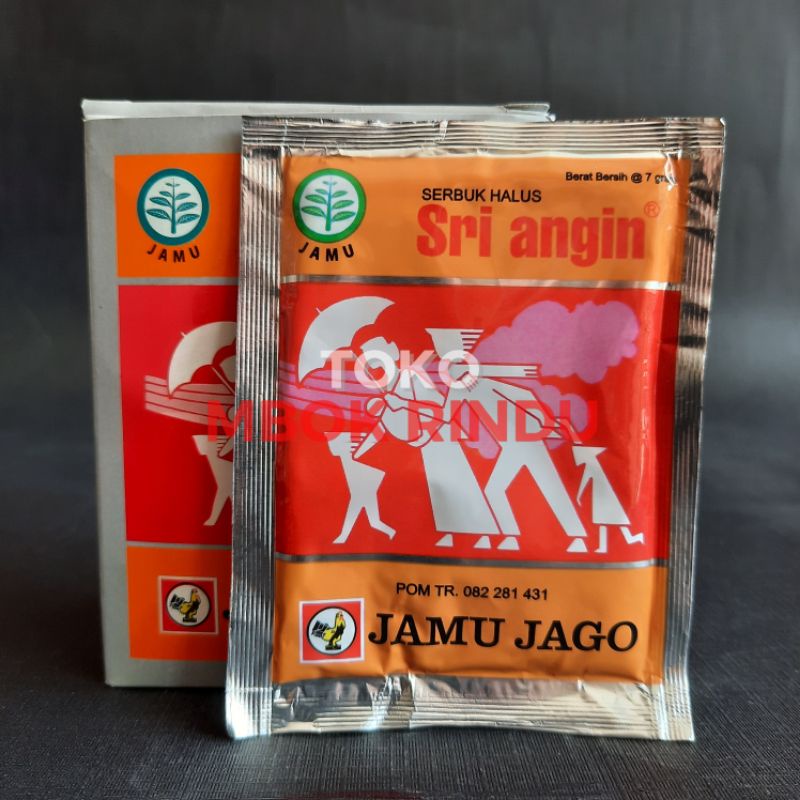 JAMU
Berat Bersih @ 7 gram
SERBUK HALUS
Sri angin®
JAMU
TOKO
MBOK RINDU
POM TR. 082 281 431
JAMU JAGO